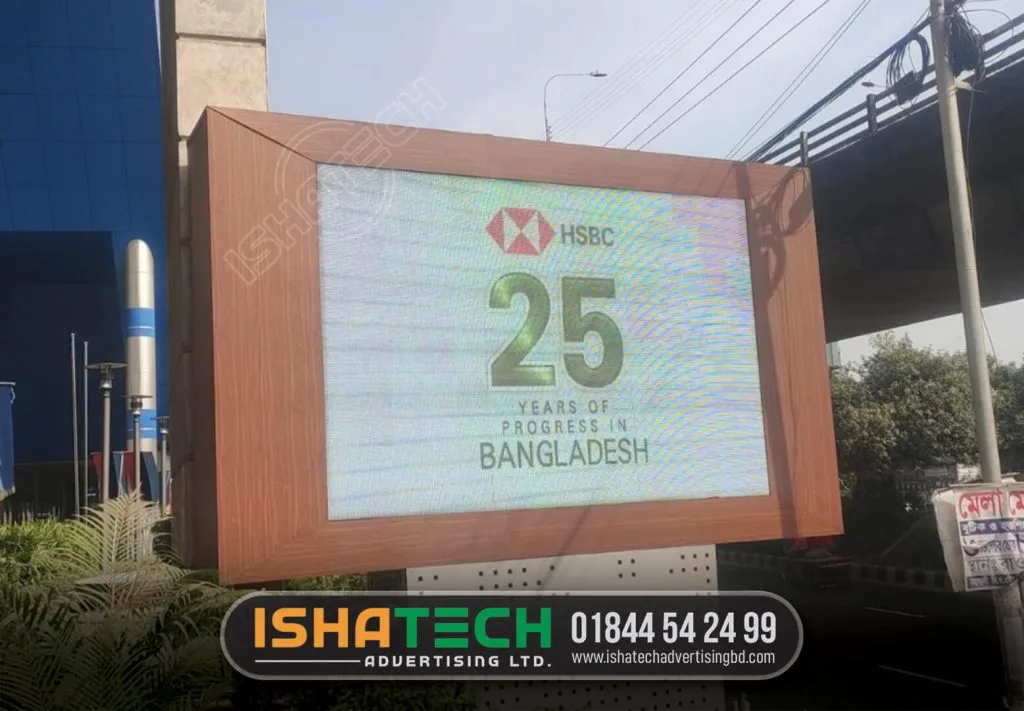 ISHATECH
HSBC
25
YEARS OF
PROGRESS IN
BANGLADESH
মেলা মে
বুটিক ও
ISHATECH
ADVERTISING LTD.
01844 54 24 99
www.ishatechadvertisingbd.com